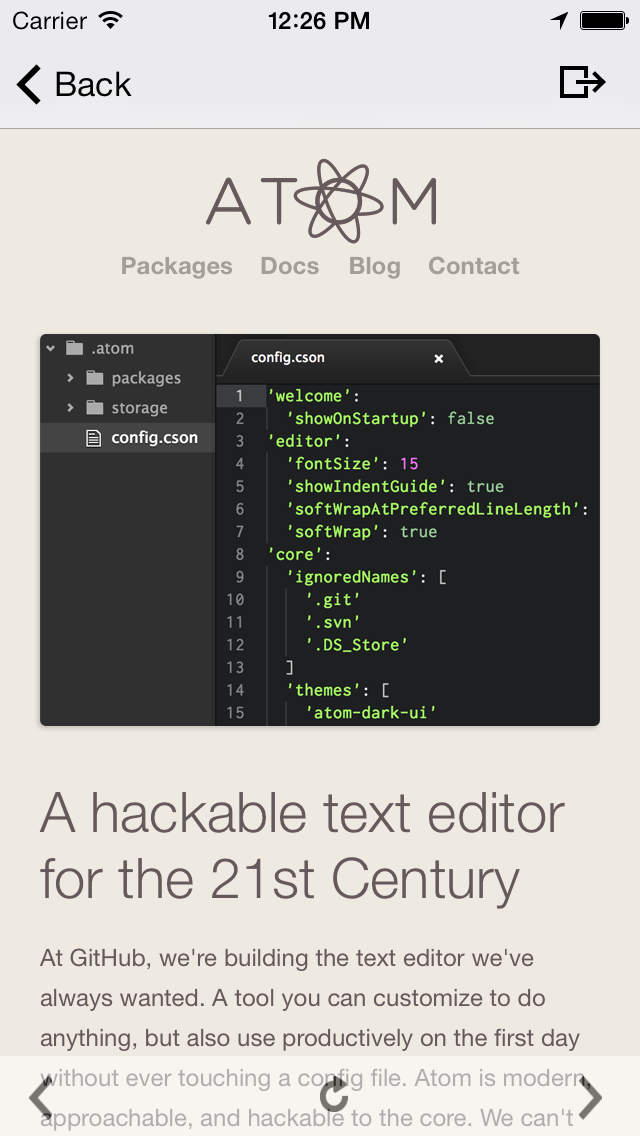 Carrier 12:26 PM
Back
ATOM
Packages Docs Blog Contact
.atom
packages
storage
config.cson
config.cson
1 'welcome':
2 'showOnStartup': false
3 'editor':
4 'fontSize': 15
5 'showIndentGuide': true
6 'softWrapAtPreferredLineLength':
7 'softWrap': true
8 'core':
9 'ignoredNames': [
10 '.git'
11 '.svn'
12 '.DS_Store'
13 ]
14 'themes': [
15 'atom-dark-ui'
A hackable text editor
for the 21st Century
At GitHub, we're building the text editor we've
always wanted. A tool you can customize to do
anything, but also use productively on the first day
without ever touching a config file. Atom is modern,
approachable, and hackable to the core. We can't